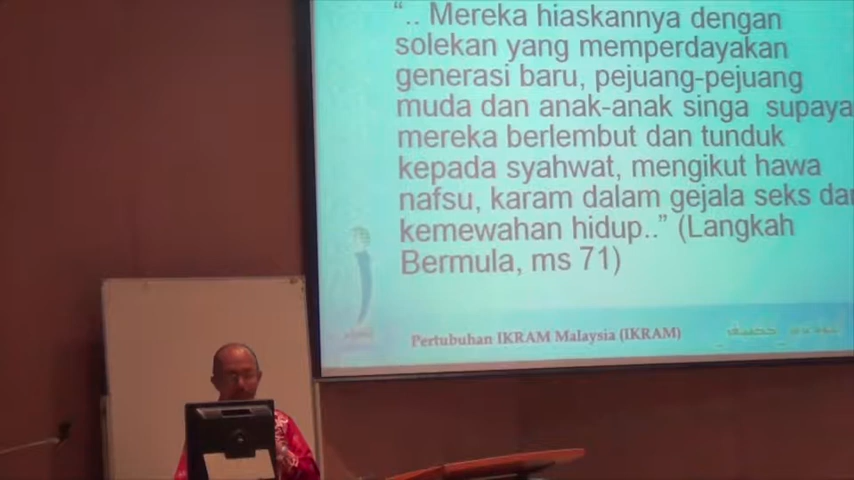 “.. Mereka hiaskannya dengan
solekan yang memperdayakan
generasi baru, pejuang-pejuang
muda dan anak-anak singa supaya
mereka berlembut dan tunduk
kepada syahwat, mengikut hawa
nafsu, karam dalam gejala seks dan
kemewahan hidup..” (Langkah
Bermula, ms 71)
Pertubuhan IKRAM Malaysia (IKRAM)